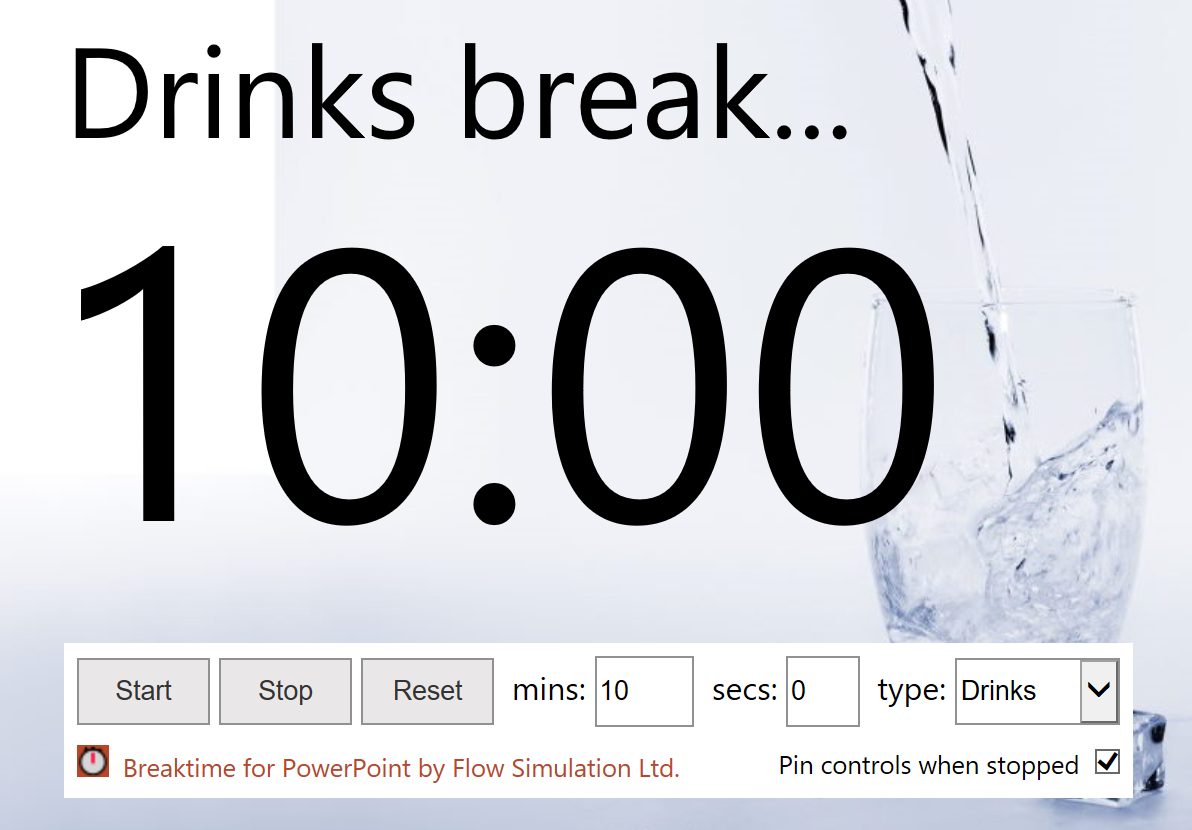 Drinks break...
10:00
Start Stop Reset mins: 10 secs: 0 type: Drinks
Breaktime for PowerPoint by Flow Simulation Ltd. Pin controls when stopped